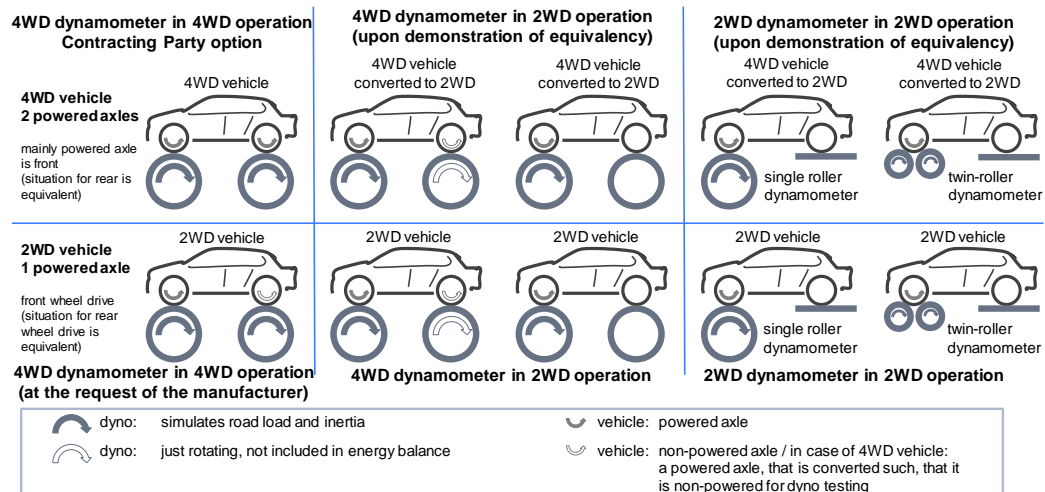 4WD dynamometer in 4WD operation
Contracting Party option
4WD dynamometer in 2WD operation
(upon demonstration of equivalency)
2WD dynamometer in 2WD operation
(upon demonstration of equivalency)
4WD vehicle
2 powered axles
mainly powered axle
is front
(situation for rear is
equivalent)
4WD vehicle
4WD vehicle
converted to 2WD
4WD vehicle
converted to 2WD
4WD vehicle
converted to 2WD
single roller
dynamometer
4WD vehicle
converted to 2WD
twin-roller
dynamometer
2WD vehicle
1 powered axle
front wheel drive
(situation for rear
wheel drive is
equivalent)
2WD vehicle
2WD vehicle
2WD vehicle
2WD vehicle
single roller
dynamometer
2WD vehicle
twin-roller
dynamometer
4WD dynamometer in 4WD operation
(at the request of the manufacturer)
4WD dynamometer in 2WD operation
2WD dynamometer in 2WD operation
dyno: simulates road load and inertia
dyno: just rotating, not included in energy balance
vehicle: powered axle
vehicle: non-powered axle / in case of 4WD vehicle:
a powered axle, that is converted such, that it
is non-powered for dyno testing